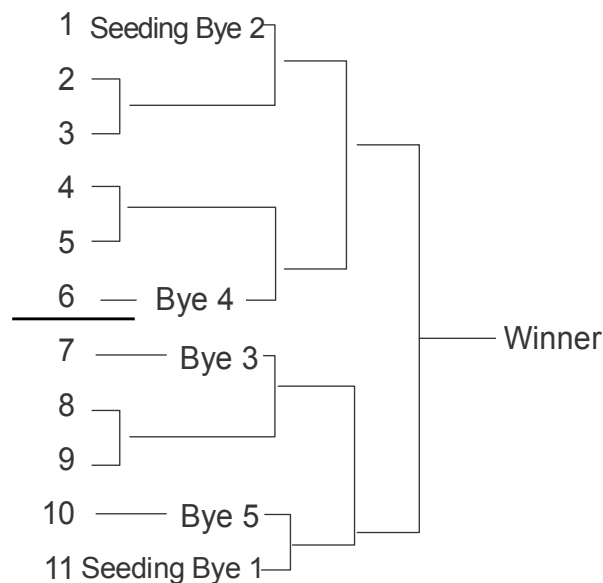 1 Seeding Bye 2
2
3
4
5
6 Bye 4
7 Bye 3
8
9
10 Bye 5
11 Seeding Bye 1
Winner